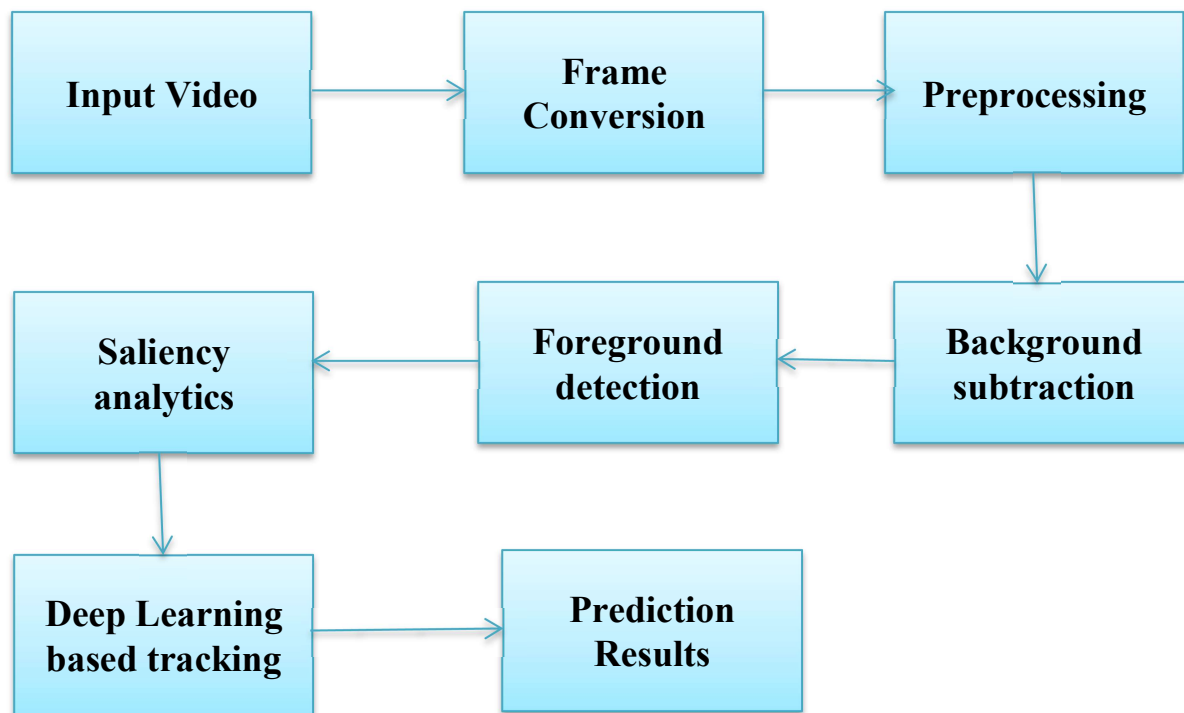 Input Video
Frame
Conversion
Preprocessing
Saliency
analytics
Foreground
detection
Background
subtraction
Deep Learning
based tracking
Prediction
Results